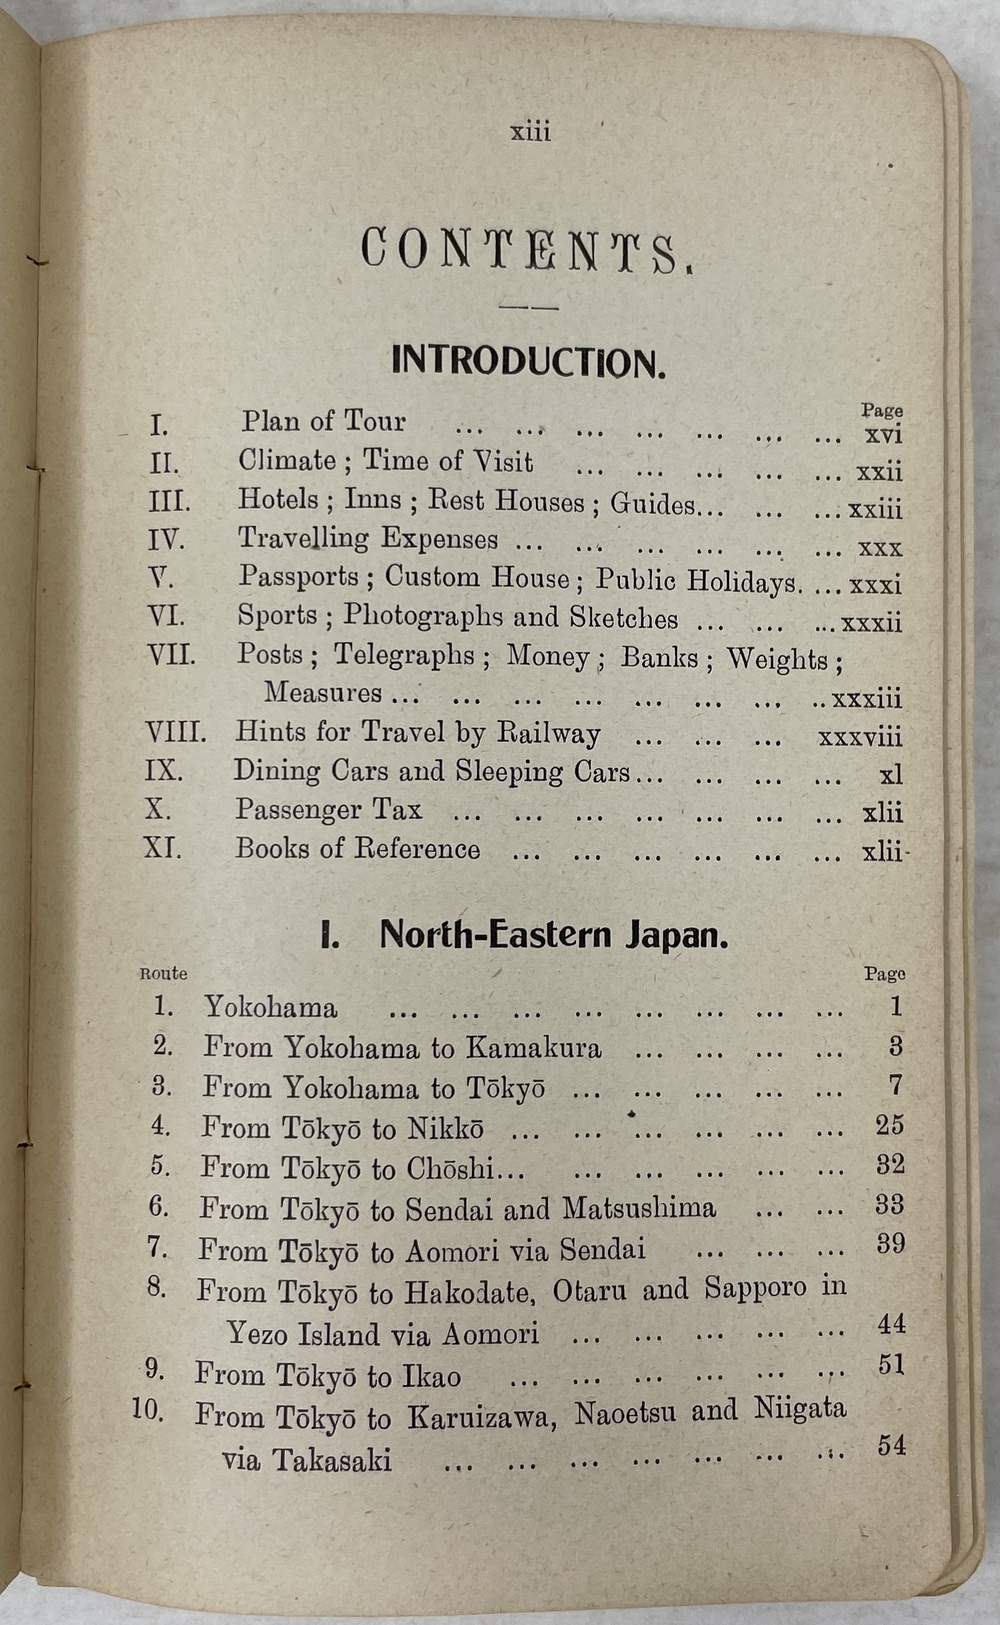 xiii
CONTENTS.
INTRODUCTION.
Page
I. Plan of Tour ... ... ... ... ... ... ... xvi
II. Climate ; Time of Visit ... ... ... ... ... xxii
III. Hotels ; Inns ; Rest Houses ; Guides... ... ... xxiii
IV. Travelling Expenses ... ... ... ... ... ... xxx
V. Passports ; Custom House ; Public Holidays. ... xxxi
VI. Sports ; Photographs and Sketches ... ... ... xxxii
VII. Posts ; Telegraphs ; Money ; Banks ; Weights ;
Measures ... ... ... ... ... ... ... .. xxxiii
VIII. Hints for Travel by Railway ... ... ... xxxviii
IX. Dining Cars and Sleeping Cars... ... ... ... xl
X. Passenger Tax ... ... ... ... ... ... ... xlii
XI. Books of Reference ... ... ... ... ... ... xlii
I. North-Eastern Japan.
Route Page
1. Yokohama ... ... ... ... ... ... ... ... 1
2. From Yokohama to Kamakura ... ... ... ... 3
3. From Yokohama to Tōkyō ... ... ... ... ... 7
4. From Tōkyō to Nikkō ... ... ... ... ... ... 25
5. From Tōkyō to Chōshi... ... ... ... ... ... 32
6. From Tōkyō to Sendai and Matsushima ... ... 33
7. From Tōkyō to Aomori via Sendai ... ... ... 39
8. From Tōkyō to Hakodate, Otaru and Sapporo in
Yezo Island via Aomori ... ... ... ... ... 44
9. From Tōkyō to Ikao ... ... ... ... ... ... 51
10. From Tōkyō to Karuizawa, Naoetsu and Niigata
via Takasaki ... ... ... ... ... ... ... 54